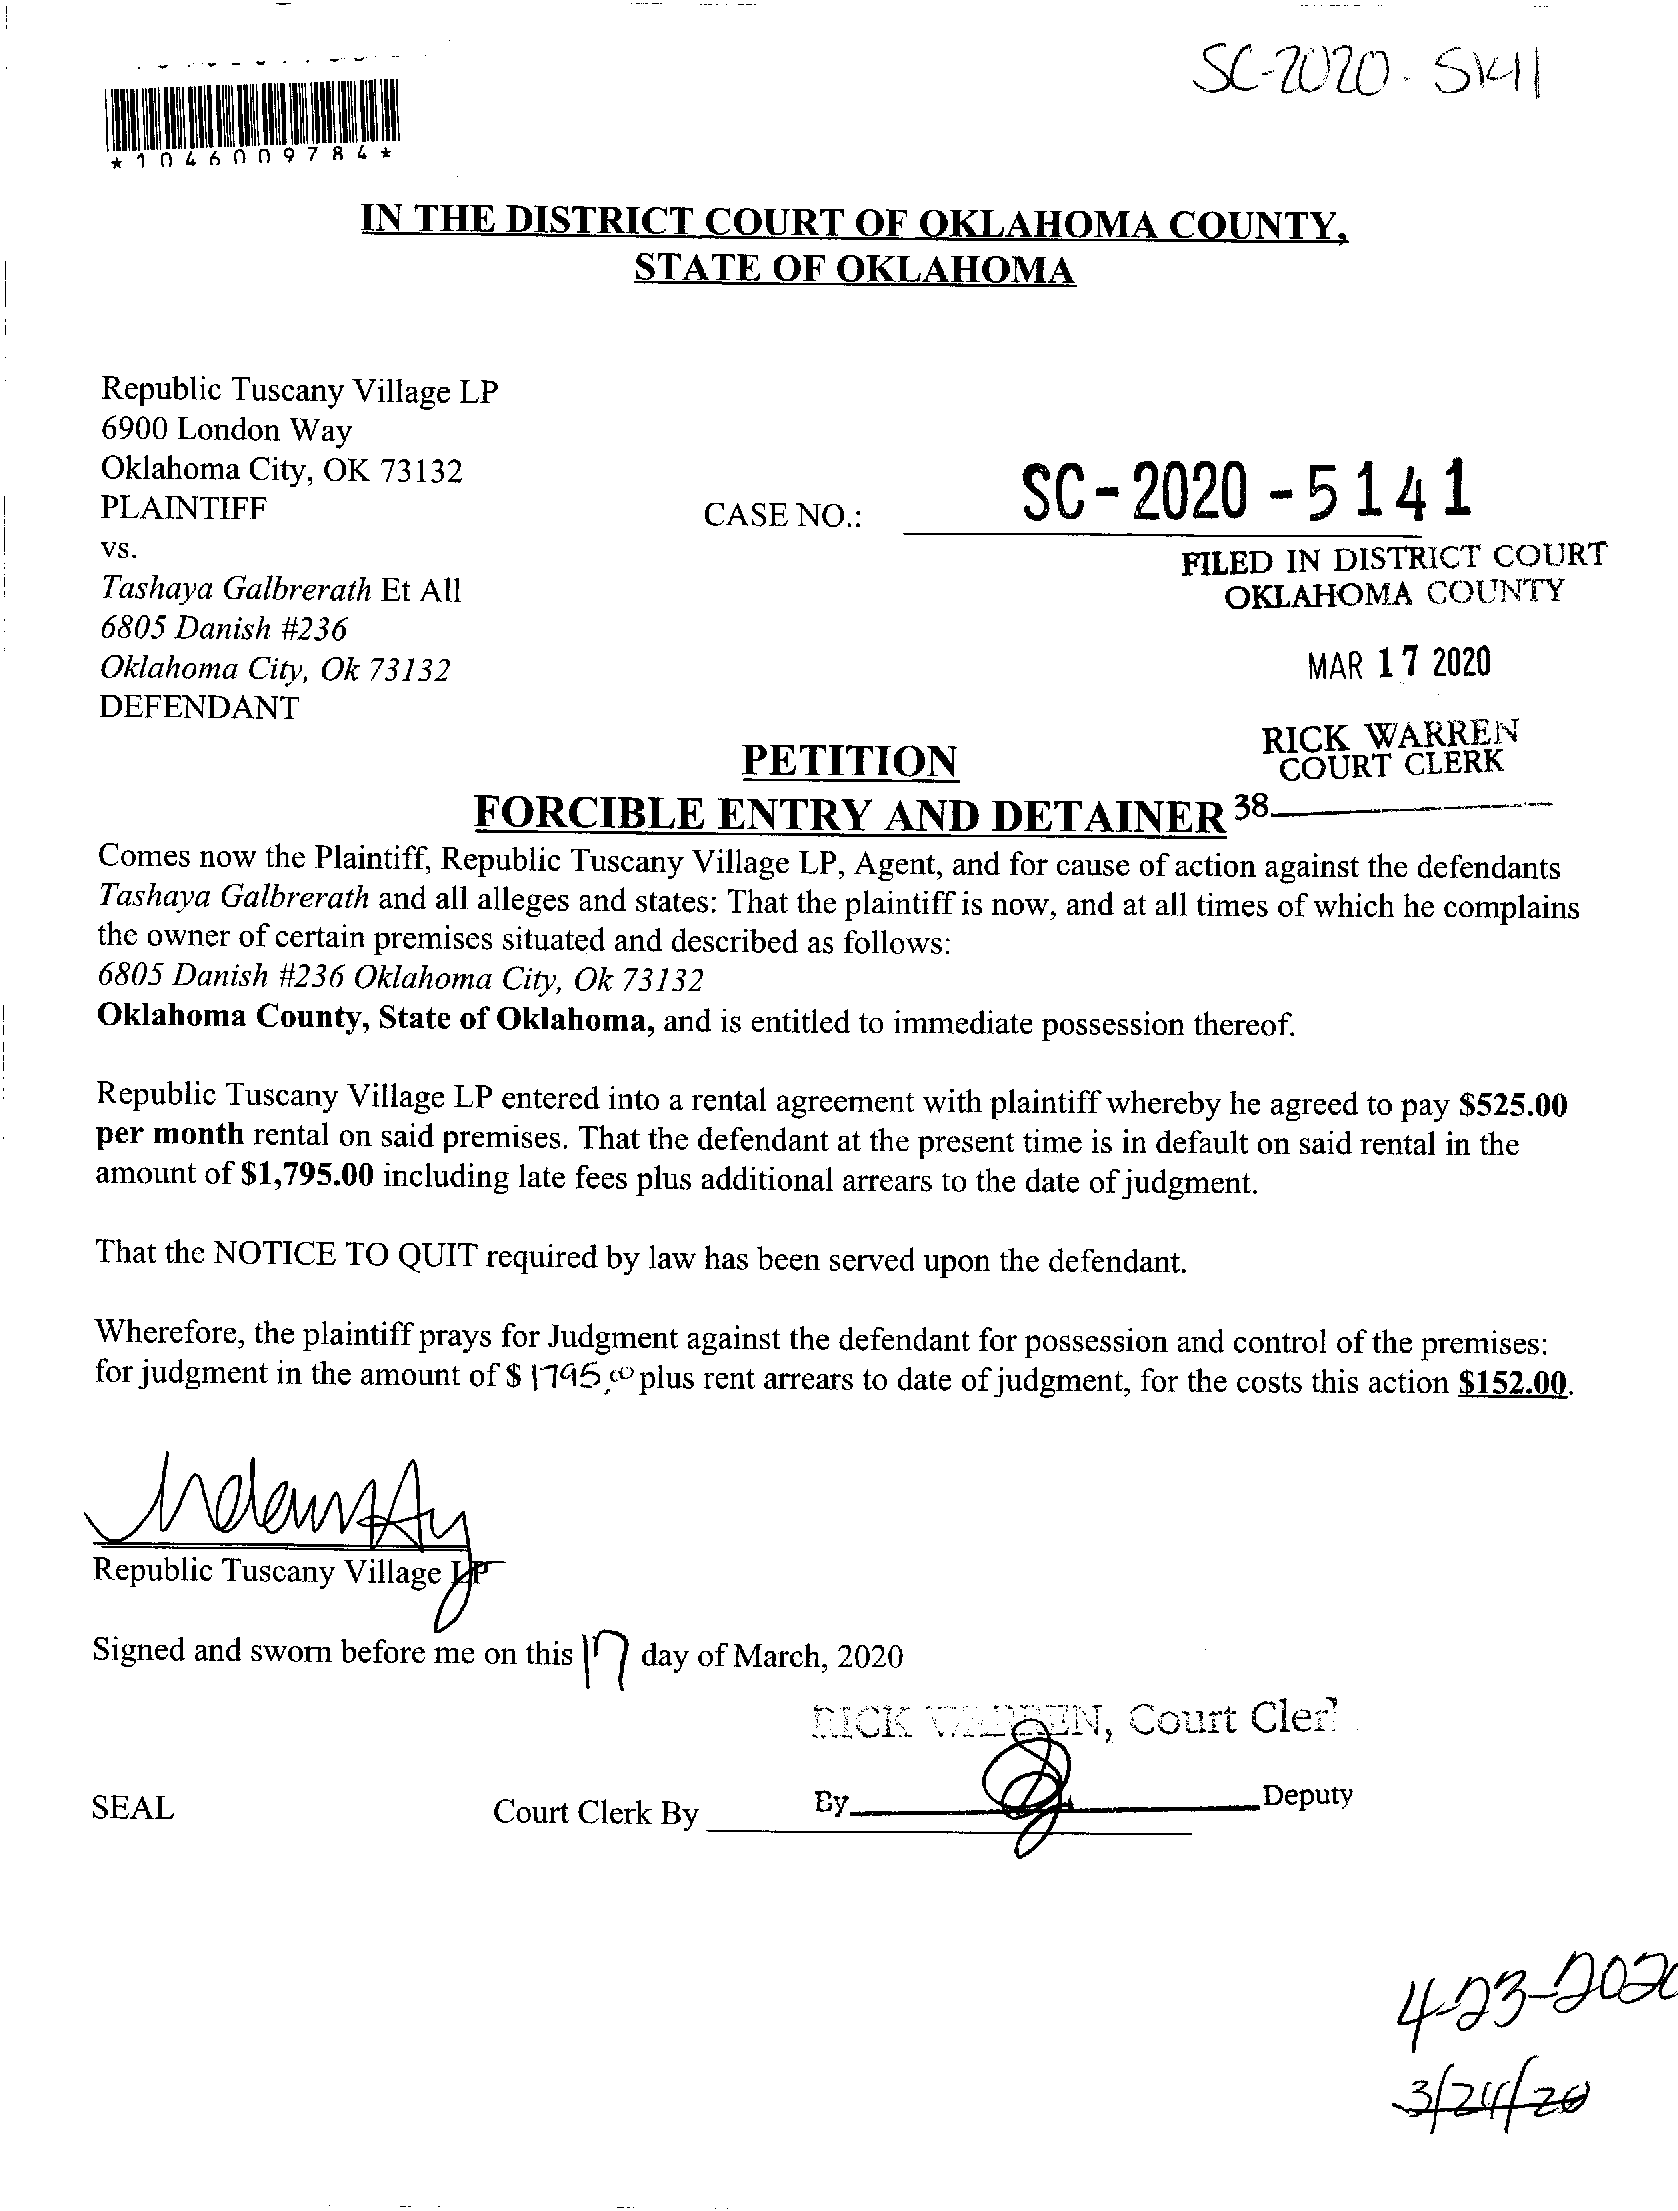 SC-2020-5141
*1046009784*
IN THE DISTRICT COURT OF OKLAHOMA COUNTY,
STATE OF OKLAHOMA
Republic Tuscany Village LP
6900 London Way
Oklahoma City, OK 73132
PLAINTIFF
CASE NO.: SC-2020-5141
vs.
FILED IN DISTRICT COURT
OKLAHOMA COUNTY
Tashaya Galbrerath Et All
6805 Danish #236
Oklahoma City, Ok 73132
MAR 17 2020
DEFENDANT
RICK WARREN
COURT CLERK
PETITION
38
FORCIBLE ENTRY AND DETAINER
Comes now the Plaintiff, Republic Tuscany Village LP, Agent, and for cause of action against the defendants
Tashaya Galbrerath and all alleges and states: That the plaintiff is now, and at all times of which he complains
the owner of certain premises situated and described as follows:
6805 Danish #236 Oklahoma City, Ok 73132
Oklahoma County, State of Oklahoma, and is entitled to immediate possession thereof.
Republic Tuscany Village LP entered into a rental agreement with plaintiff whereby he agreed to pay $525.00
per month rental on said premises. That the defendant at the present time is in default on said rental in the
amount of $1,795.00 including late fees plus additional arrears to the date of judgment.
That the NOTICE TO QUIT required by law has been served upon the defendant.
Wherefore, the plaintiff prays for Judgment against the defendant for possession and control of the premises:
for judgment in the amount of $ 1795.00 plus rent arrears to date of judgment, for the costs this action $152.00.
Republic Tuscany Village LP
Signed and sworn before me on this 17 day of March, 2020
RICK WARREN, Court Clerk
SEAL
Court Clerk By
By
Deputy
4-23-2020
3/24/20